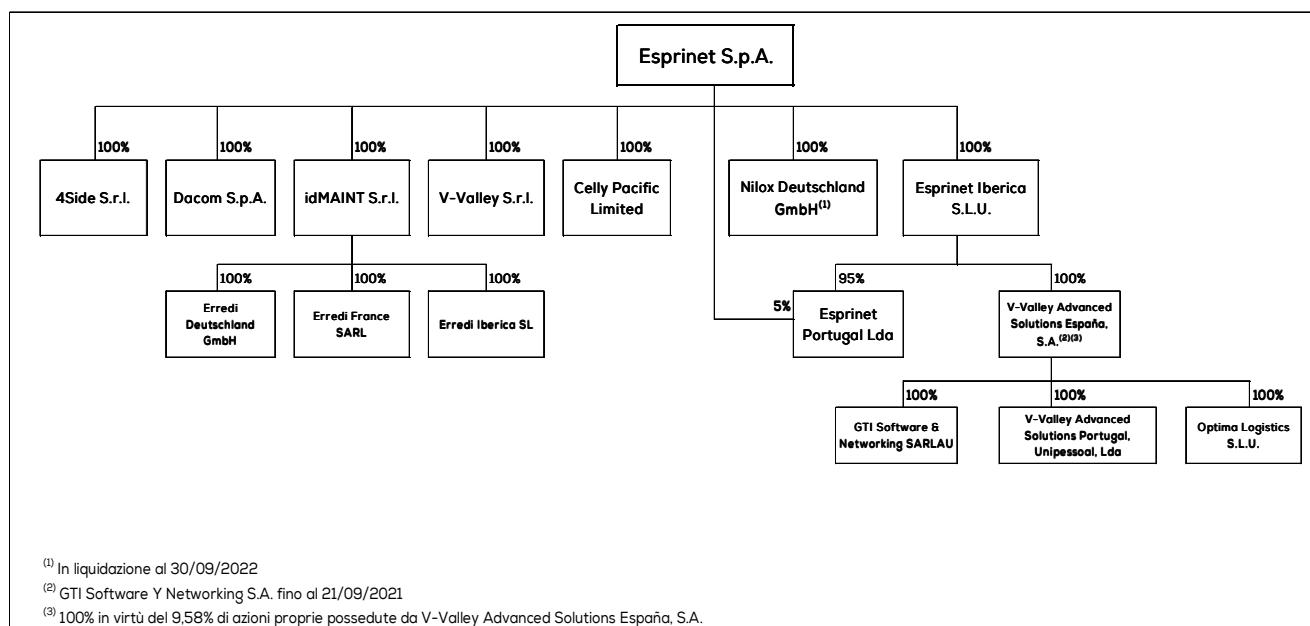 Esprinet S.p.A.
100%
100%
100%
100%
100%
100%
100%
4Side S.r.l.
Dacom S.p.A.
idMAINT S.r.l.
V-Valley S.r.l.
Celly Pacific
Limited
Nilox Deutschland
GmbH(1)
Esprinet Iberica
S.L.U.
100%
100%
100%
95%
100%
5%
Erredi
Deutschland
GmbH
Erredi France
SARL
Erredi Iberica SL
Esprinet
Portugal Lda
V-Valley Advanced
Solutions España,
S.A.(2)(3)
100%
100%
100%
GTI Software &
Networking SARLAU
V-Valley Advanced
Solutions Portugal,
Unipessoal, Lda
Optima Logistics
S.L.U.
(1) In liquidazione al 30/09/2022
(2) GTI Software Y Networking S.A. fino al 21/09/2021
(3) 100% in virtù del 9,58% di azioni proprie possedute da V-Valley Advanced Solutions España, S.A.